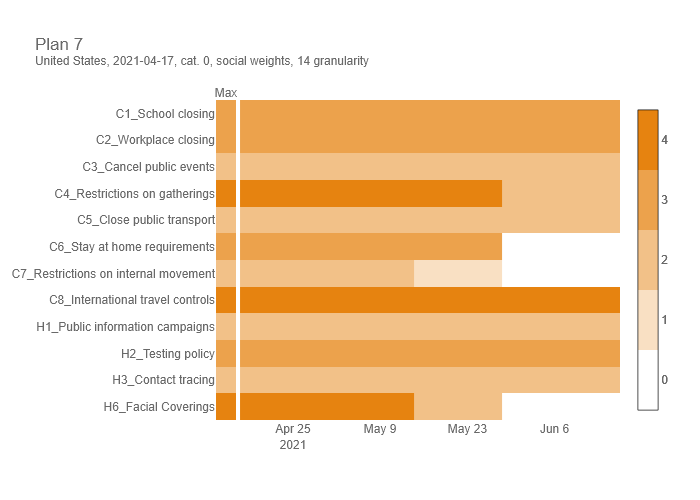 Plan 7
United States, 2021-04-17, cat. 0, social weights, 14 granularity
Max
C1_School closing
C2_Workplace closing
C3_Cancel public events
C4_Restrictions on gatherings
C5_Close public transport
C6_Stay at home requirements
C7_Restrictions on internal movement
C8_International travel controls
H1_Public information campaigns
H2_Testing policy
H3_Contact tracing
H6_Facial Coverings
Apr 25 May 9 May 23 Jun 6
2021
4
3
2
1
0